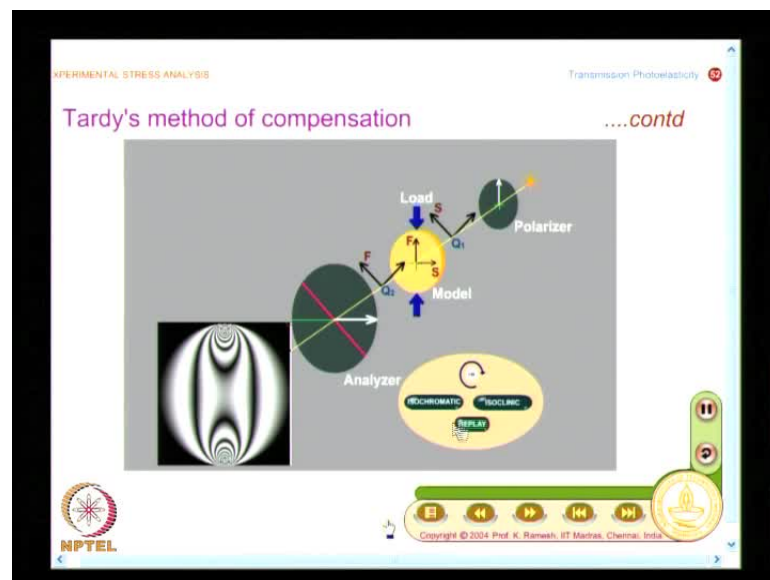 XPERIMENTAL STRESS ANALYSIS
Transmission Photoelasticity 52
Tardy's method of compensation ....contd
Load
S
Polarizer
F
Q₁
F
S
Q₂
Model
Analyzer
ISOCHROMATIC ISOCLINIC
REPLAY
NPTEL
Copyright © 2004 Prof. K. Ramesh, IIT Madras, Chennai, India